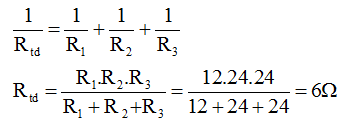 1/R_td = 1/R_1 + 1/R_2 + 1/R_3
R_td = R_1.R_2.R_3/(R_1 + R_2+R_3) = 12.24.24/(12 + 24 + 24) = 6Ω